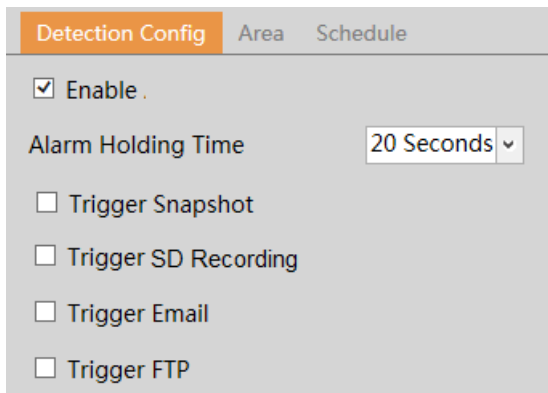 Detection Config Area Schedule
Enable .
Alarm Holding Time 20 Seconds
Trigger Snapshot
Trigger SD Recording
Trigger Email
Trigger FTP